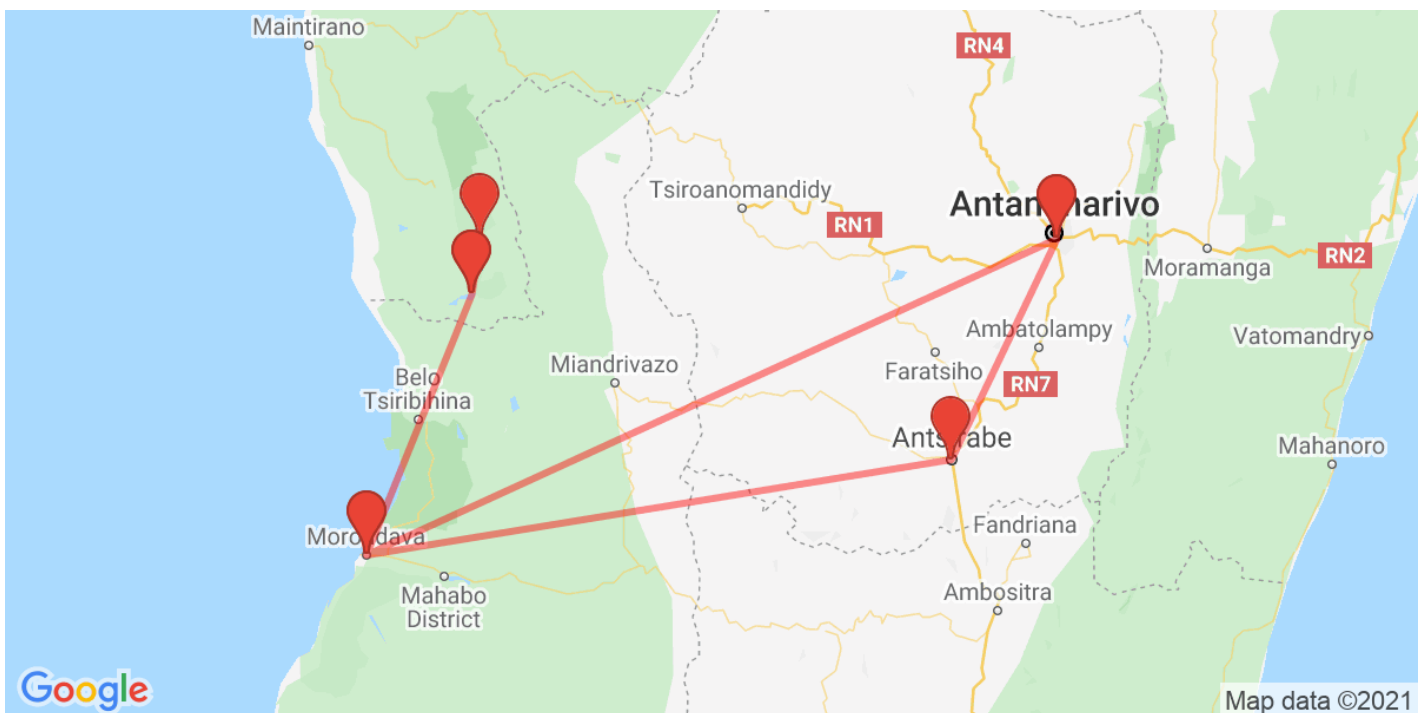 Maintirano
RN4
Tsiroanomandidy
Antananarivo
RN1
RN2
Moramanga
Ambatolampy
Vatomandry
Miandrivazo
Faratsiho
Belo
Tsiribihina
RN7
Antsirabe
Mahanoro
Morondava
Fandriana
Mahabo
District
Ambositra
Google
Map data ©2021